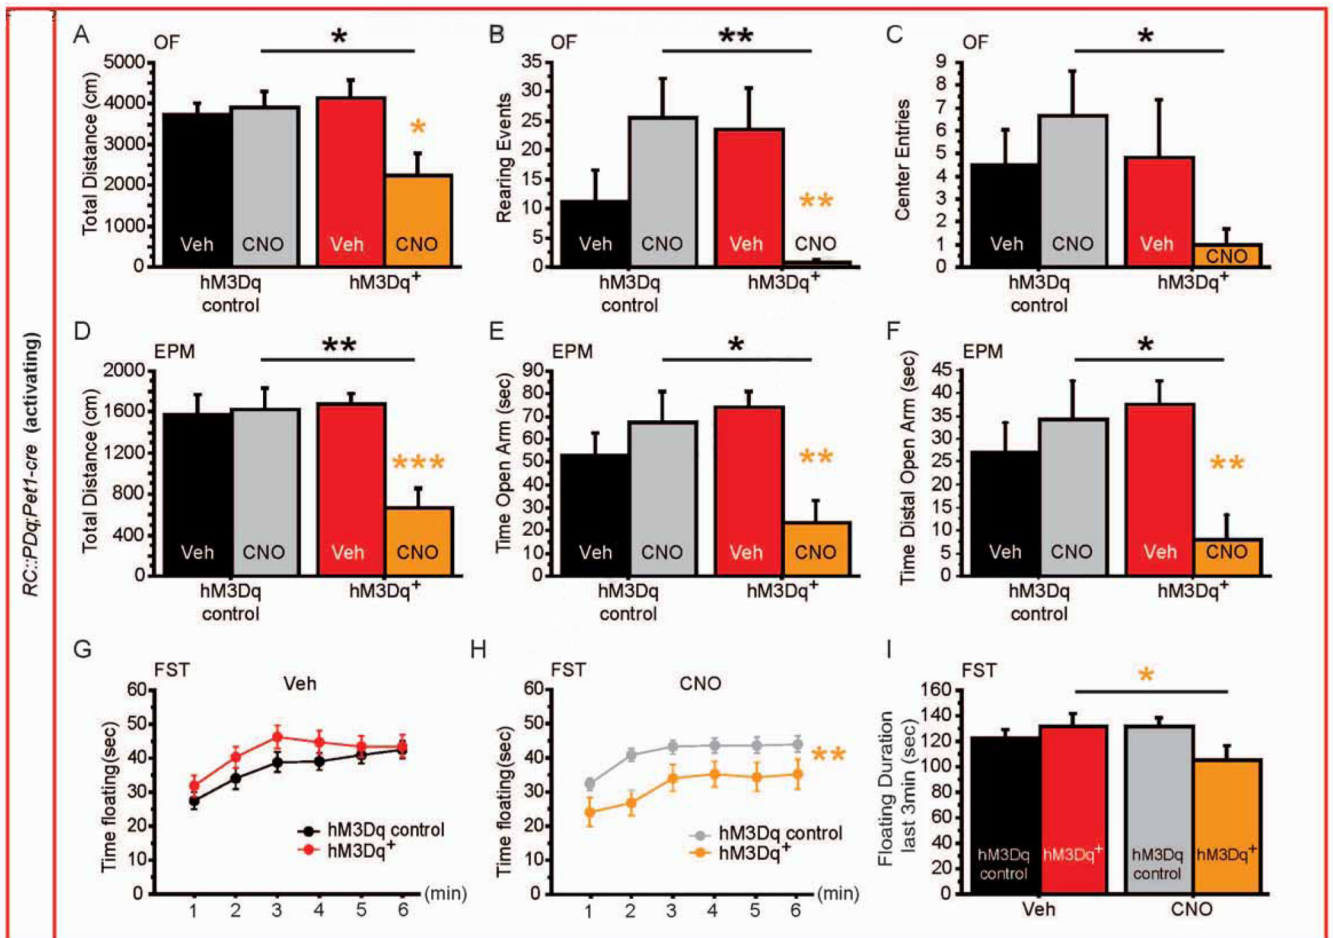 RC::PDq;Pet1-cre (activating)
A
OF
*
Total Distance (cm)
5000
4000
3000
2000
1000
0
*
Veh
CNO
Veh
CNO
hM3Dq
control
hM3Dq+
B
OF
**
Rearing Events
35
30
25
20
15
10
5
0
**
Veh
CNO
Veh
CNO
hM3Dq
control
hM3Dq+
C
OF
*
Center Entries
9
8
7
6
5
4
3
2
1
0
Veh
CNO
Veh
CNO
hM3Dq
control
hM3Dq+
D
EPM
**
Total Distance (cm)
2000
1600
1200
800
400
0
***
Veh
CNO
Veh
CNO
hM3Dq
control
hM3Dq+
E
EPM
*
Time Open Arm (sec)
90
80
70
60
50
40
30
20
10
0
**
Veh
CNO
Veh
CNO
hM3Dq
control
hM3Dq+
F
EPM
*
Time Distal Open Arm (sec)
45
40
35
30
25
20
15
10
5
0
**
Veh
CNO
Veh
CNO
hM3Dq
control
hM3Dq+
G
FST
Veh
Time floating(sec)
60
50
40
30
20
10
0
hM3Dq control
hM3Dq+
1 2 3 4 5 6 (min)
H
FST
CNO
Time floating(sec)
60
50
40
30
20
10
0
**
hM3Dq control
hM3Dq+
1 2 3 4 5 6 (min)
I
FST
*
Floating Duration
last 3min (sec)
160
140
120
100
80
60
40
20
0
hM3Dq
control
hM3Dq+
hM3Dq
control
hM3Dq+
Veh
CNO